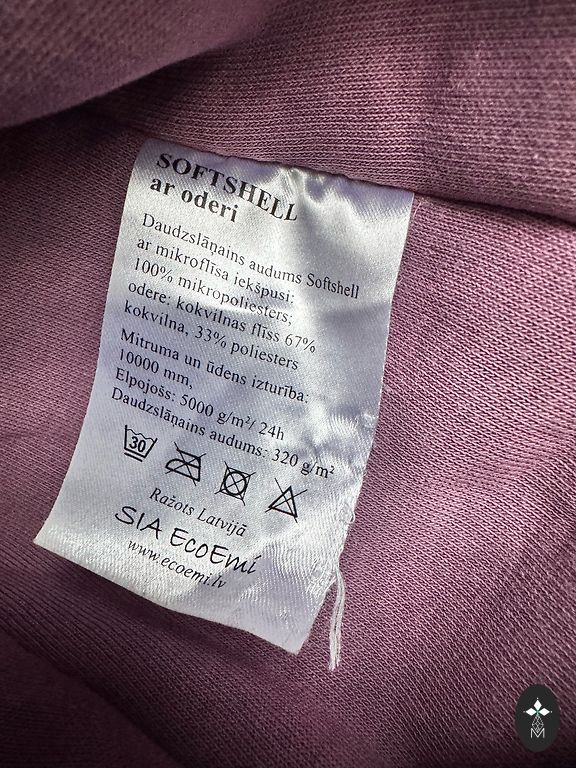 SOFTSHELL
ar oderi
Daudzslāņains audums Softshell
ar mikroflīsa iekšpusi:
100% mikropoliesters;
odere: kokvilnas flīss 67%
kokvilna, 33% poliesters
Mitruma un ūdens izturība:
10000 mm,
Elpojošs: 5000 g/m²/ 24h
Daudzslāņains audums: 320 g/m²
30
Ražots Latvijā
SIA EcoEmi
www.ecoemi.lv
M